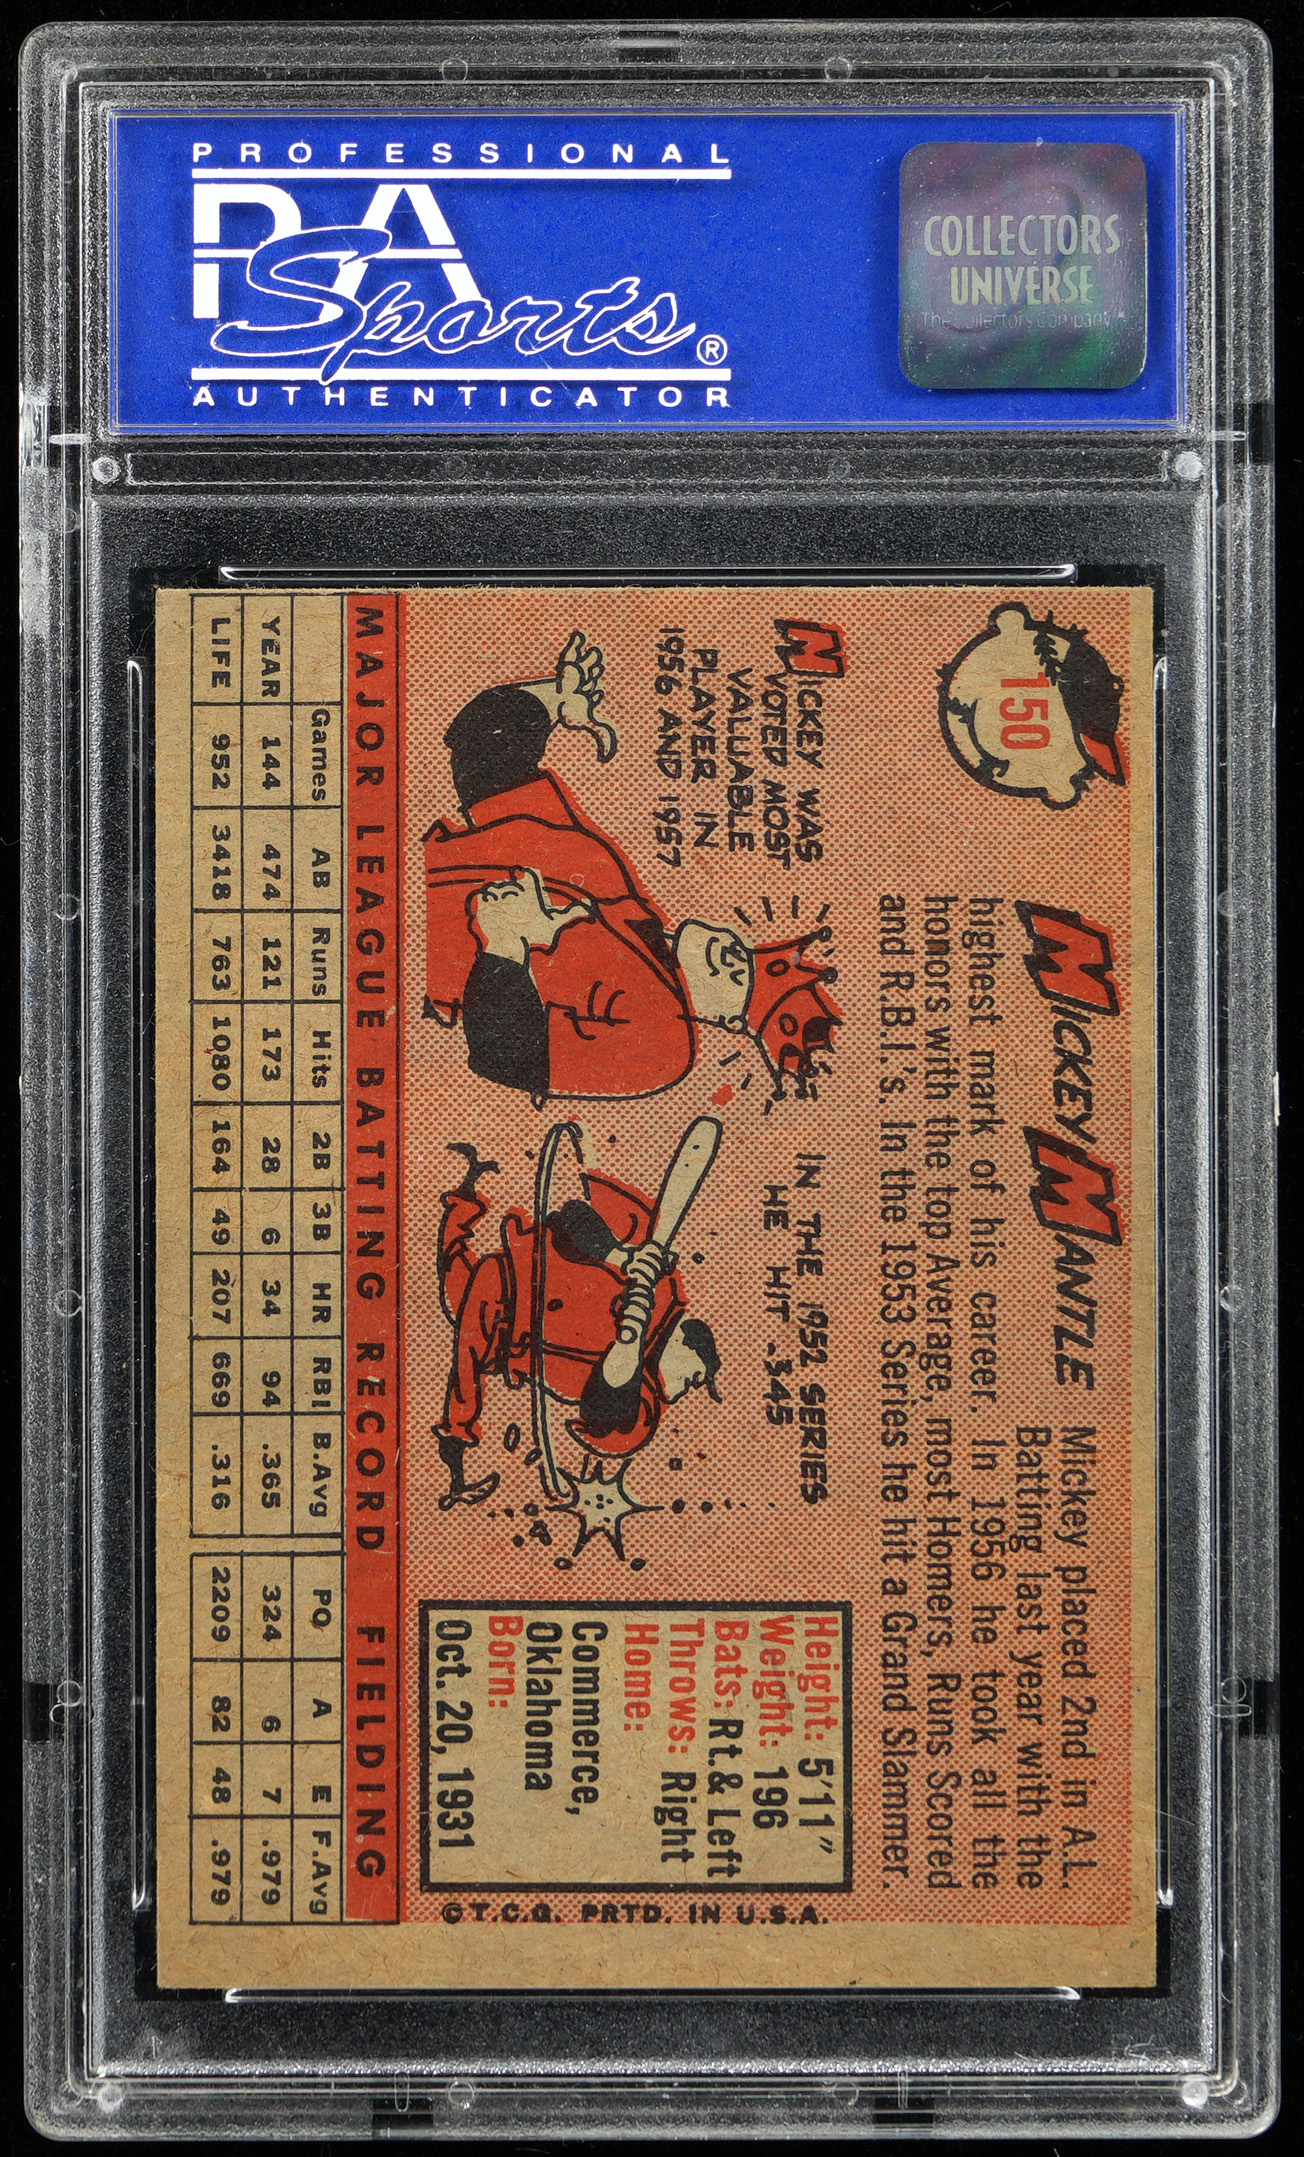 PROFESSIONAL
PSA
Sports®
AUTHENTICATOR
COLLECTORS
UNIVERSE
The Collectors Company
150
MICKEY MANTLE
Mickey placed 2nd in A.L.
Batting last year with the
highest mark of his career. In 1956 he took all the
honors with the top Average, most Homers, Runs Scored
and R.B.I.'s. In the 1953 Series he hit a Grand Slammer.
MICKEY WAS
VOTED MOST
VALUABLE
PLAYER IN
1956 AND 1957
IN THE 1952 SERIES
HE HIT .345
Height: 5'11"
Weight: 196
Bats: Rt. & Left
Throws: Right
Home:
Commerce,
Oklahoma
Born:
Oct. 20, 1931
©T.C.G. PRTD. IN U.S.A.
MAJOR LEAGUE BATTING RECORD FIELDING
Games AB Runs Hits 2B 3B HR RBI B.Avg PO A E F.Avg
YEAR 144 474 121 173 28 6 34 94 .365 324 6 7 .979
LIFE 952 3418 763 1080 164 49 207 669 .316 2209 82 48 .979